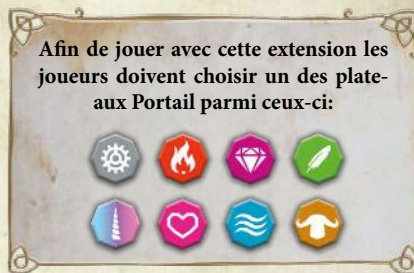 Afin de jouer avec cette extension les
joueurs doivent choisir un des plate-
aux Portail parmi ceux-ci: